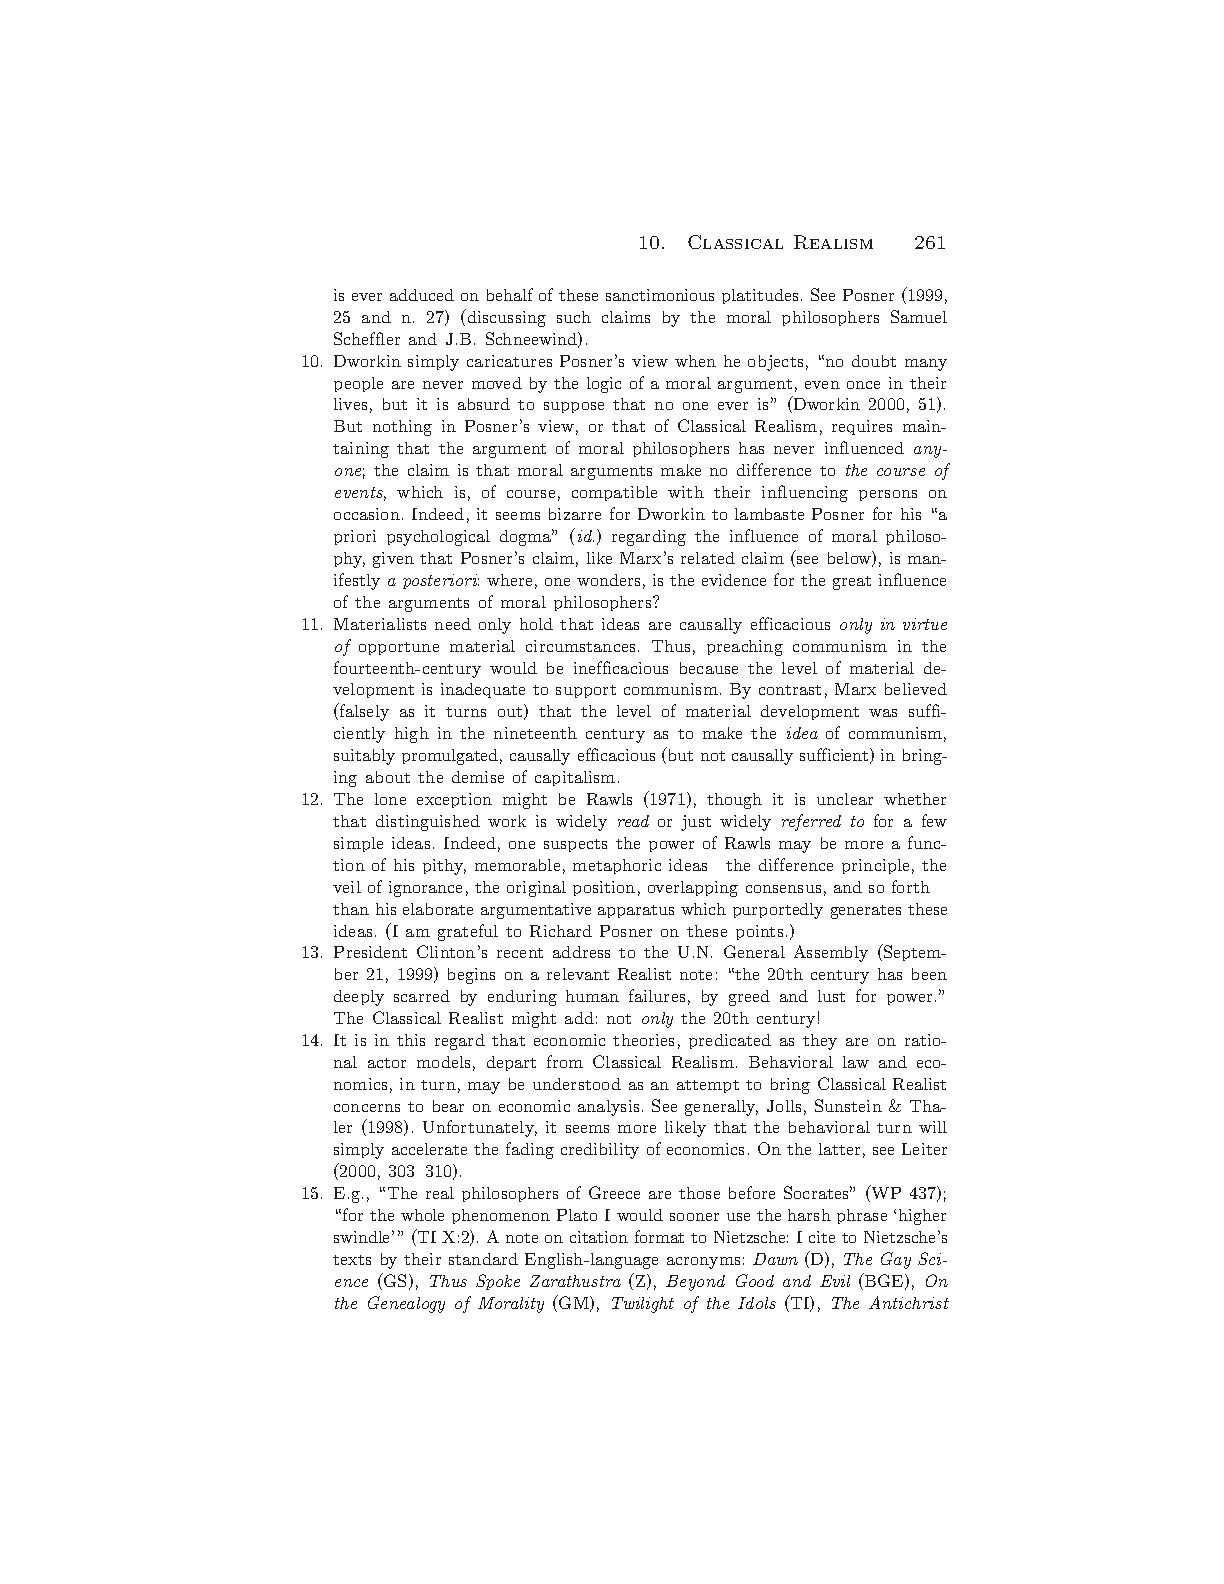 10. Classical Realism 261
is ever adduced on behalf of these sanctimonious platitudes. See Posner (1999,
25 and n. 27) (discussing such claims by the moral philosophers Samuel
Scheffler and J.B. Schneewind).
10. Dworkin simply caricatures Posner's view when he objects, “no doubt many
people are never moved by the logic of a moral argument, even once in their
lives, but it is absurd to suppose that no one ever is” (Dworkin 2000, 51).
But nothing in Posner's view, or that of Classical Realism, requires main-
taining that the argument of moral philosophers has never influenced any-
one; the claim is that moral arguments make no difference to the course of
events, which is, of course, compatible with their influencing persons on
occasion. Indeed, it seems bizarre for Dworkin to lambaste Posner for his “a
priori psychological dogma” (id.) regarding the influence of moral philoso-
phy, given that Posner's claim, like Marx's related claim (see below), is man-
ifestly a posteriori: where, one wonders, is the evidence for the great influence
of the arguments of moral philosophers?
11. Materialists need only hold that ideas are causally efficacious only in virtue
of opportune material circumstances. Thus, preaching communism in the
fourteenth-century would be inefficacious because the level of material de-
velopment is inadequate to support communism. By contrast, Marx believed
(falsely as it turns out) that the level of material development was suffi-
ciently high in the nineteenth century as to make the idea of communism,
suitably promulgated, causally efficacious (but not causally sufficient) in bring-
ing about the demise of capitalism.
12. The lone exception might be Rawls (1971), though it is unclear whether
that distinguished work is widely read or just widely referred to for a few
simple ideas. Indeed, one suspects the power of Rawls may be more a func-
tion of his pithy, memorable, metaphoric ideas the difference principle, the
veil of ignorance, the original position, overlapping consensus, and so forth
than his elaborate argumentative apparatus which purportedly generates these
ideas. (I am grateful to Richard Posner on these points.)
13. President Clinton's recent address to the U.N. General Assembly (Septem-
ber 21, 1999) begins on a relevant Realist note: “the 20th century has been
deeply scarred by enduring human failures, by greed and lust for power.”
The Classical Realist might add: not only the 20th century!
14. It is in this regard that economic theories, predicated as they are on ratio-
nal actor models, depart from Classical Realism. Behavioral law and eco-
nomics, in turn, may be understood as an attempt to bring Classical Realist
concerns to bear on economic analysis. See generally, Jolls, Sunstein & Tha-
ler (1998). Unfortunately, it seems more likely that the behavioral turn will
simply accelerate the fading credibility of economics. On the latter, see Leiter
(2000, 303 310).
15. E.g., “The real philosophers of Greece are those before Socrates” (WP 437);
“for the whole phenomenon Plato I would sooner use the harsh phrase ‘higher
swindle’” (TI X:2). A note on citation format to Nietzsche: I cite to Nietzsche's
texts by their standard English-language acronyms: Dawn (D), The Gay Sci-
ence (GS), Thus Spoke Zarathustra (Z), Beyond Good and Evil (BGE), On
the Genealogy of Morality (GM), Twilight of the Idols (TI), The Antichrist